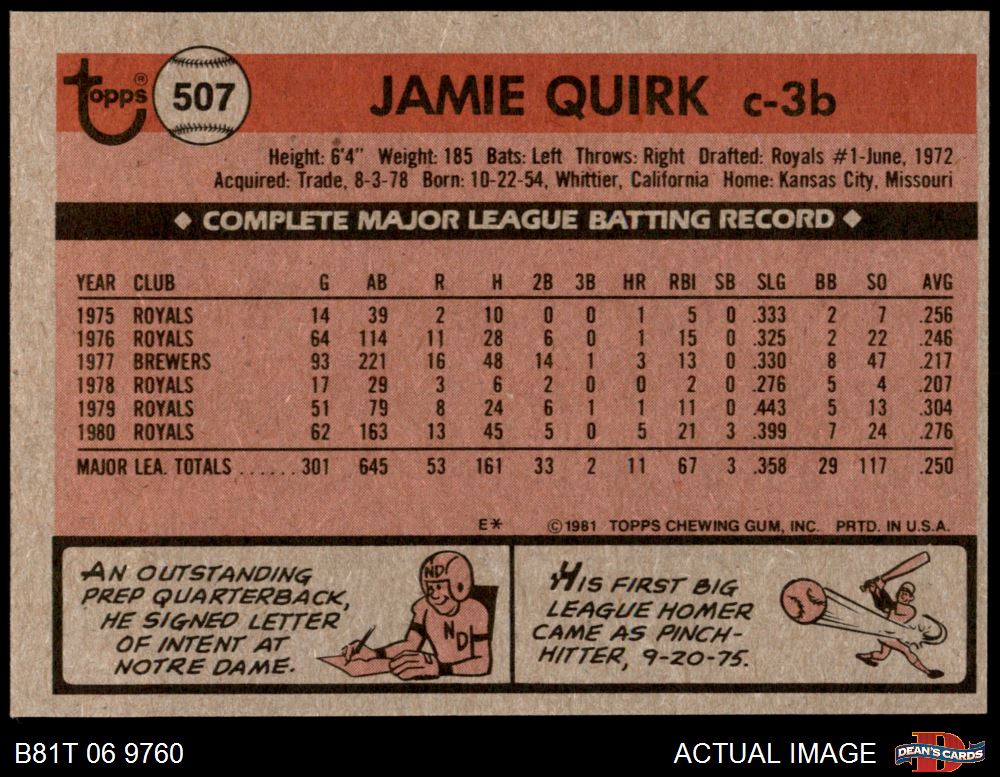 topps® 507 JAMIE QUIRK c-3b
Height: 6'4" Weight: 185 Bats: Left Throws: Right Drafted: Royals #1-June, 1972
Acquired: Trade, 8-3-78 Born: 10-22-54, Whittier, California Home: Kansas City, Missouri
◆ COMPLETE MAJOR LEAGUE BATTING RECORD ◆
YEAR CLUB G AB R H 2B 3B HR RBI SB SLG BB SO AVG
1975 ROYALS 14 39 2 10 0 0 1 5 0 .333 2 7 .256
1976 ROYALS 64 114 11 28 6 0 1 15 0 .325 2 22 .246
1977 BREWERS 93 221 16 48 14 1 3 13 0 .330 8 47 .217
1978 ROYALS 17 29 3 6 2 0 0 2 0 .276 5 4 .207
1979 ROYALS 51 79 8 24 6 1 1 11 0 .443 5 13 .304
1980 ROYALS 62 163 13 45 5 0 5 21 3 .399 7 24 .276
MAJOR LEA. TOTALS ...... 301 645 53 161 33 2 11 67 3 .358 29 117 .250
E* ©1981 TOPPS CHEWING GUM, INC. PRTD. IN U.S.A.
AN OUTSTANDING
PREP QUARTERBACK,
HE SIGNED LETTER
OF INTENT AT
NOTRE DAME.
ND
ND
HIS FIRST BIG
LEAGUE HOMER
CAME AS PINCH-
HITTER, 9-20-75.
B81T 06 9760 ACTUAL IMAGE D DEAN'S CARDS